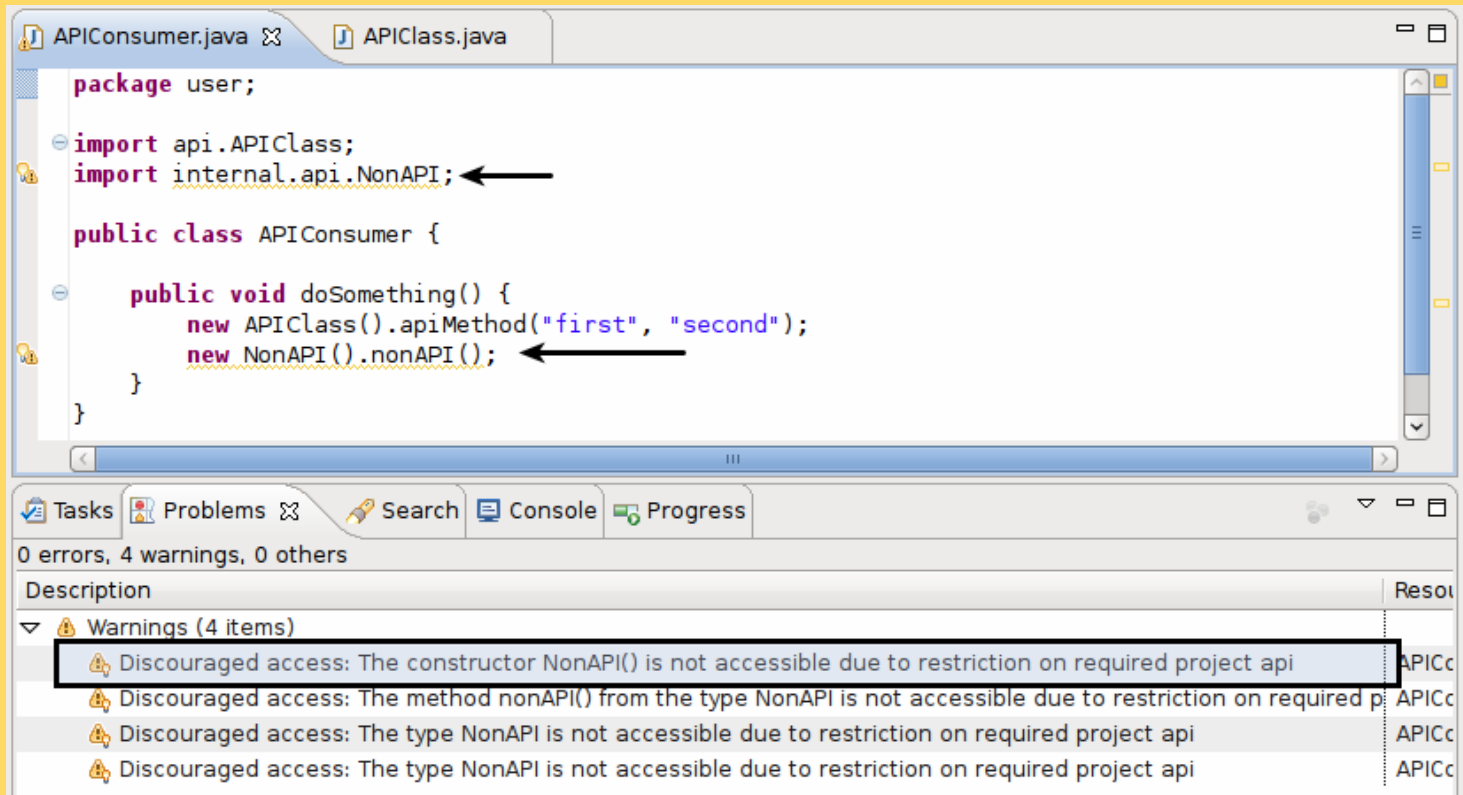 APIConsumer.java APIClass.java
package user;
import api.APIClass;
import internal.api.NonAPI;
public class APIConsumer {
public void doSomething() {
new APIClass().apiMethod("first", "second");
new NonAPI().nonAPI();
}
}
Tasks Problems Search Console Progress
0 errors, 4 warnings, 0 others
Description Resou
Warnings (4 items)
Discouraged access: The constructor NonAPI() is not accessible due to restriction on required project api APICo
Discouraged access: The method nonAPI() from the type NonAPI is not accessible due to restriction on required p APICo
Discouraged access: The type NonAPI is not accessible due to restriction on required project api APICo
Discouraged access: The type NonAPI is not accessible due to restriction on required project api APICo